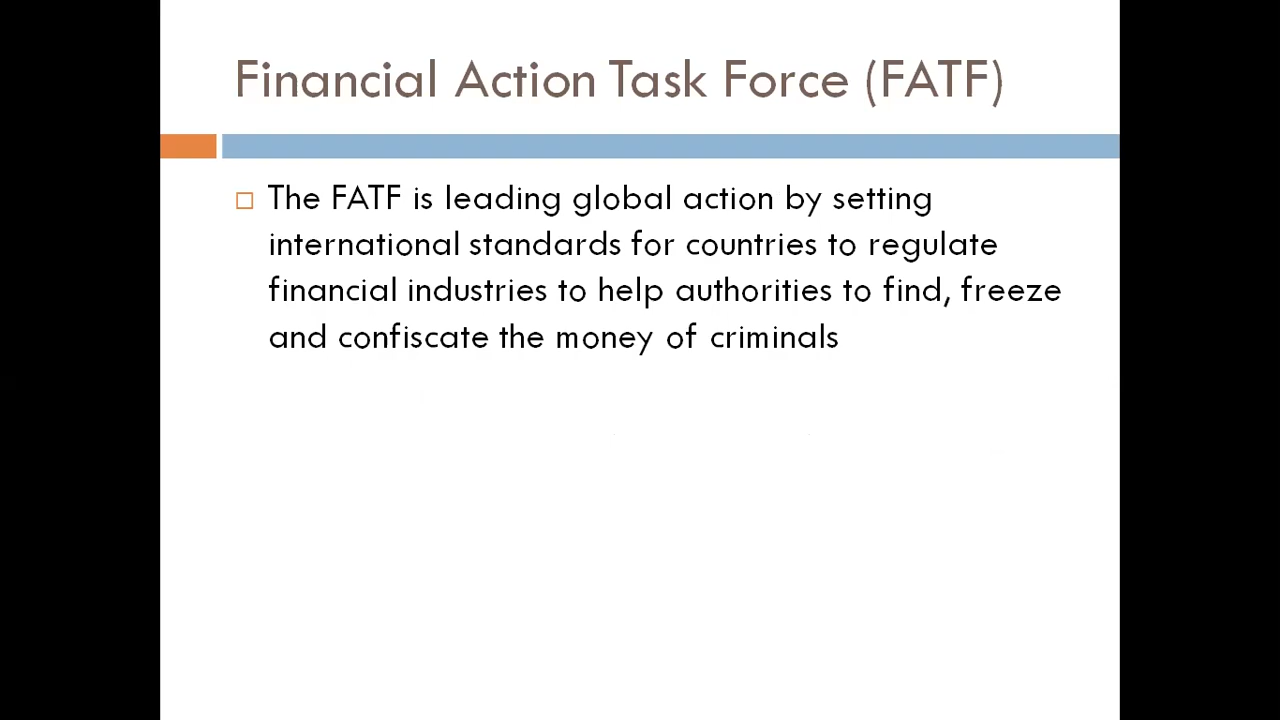 Financial Action Task Force (FATF)
The FATF is leading global action by setting
international standards for countries to regulate
financial industries to help authorities to find, freeze
and confiscate the money of criminals